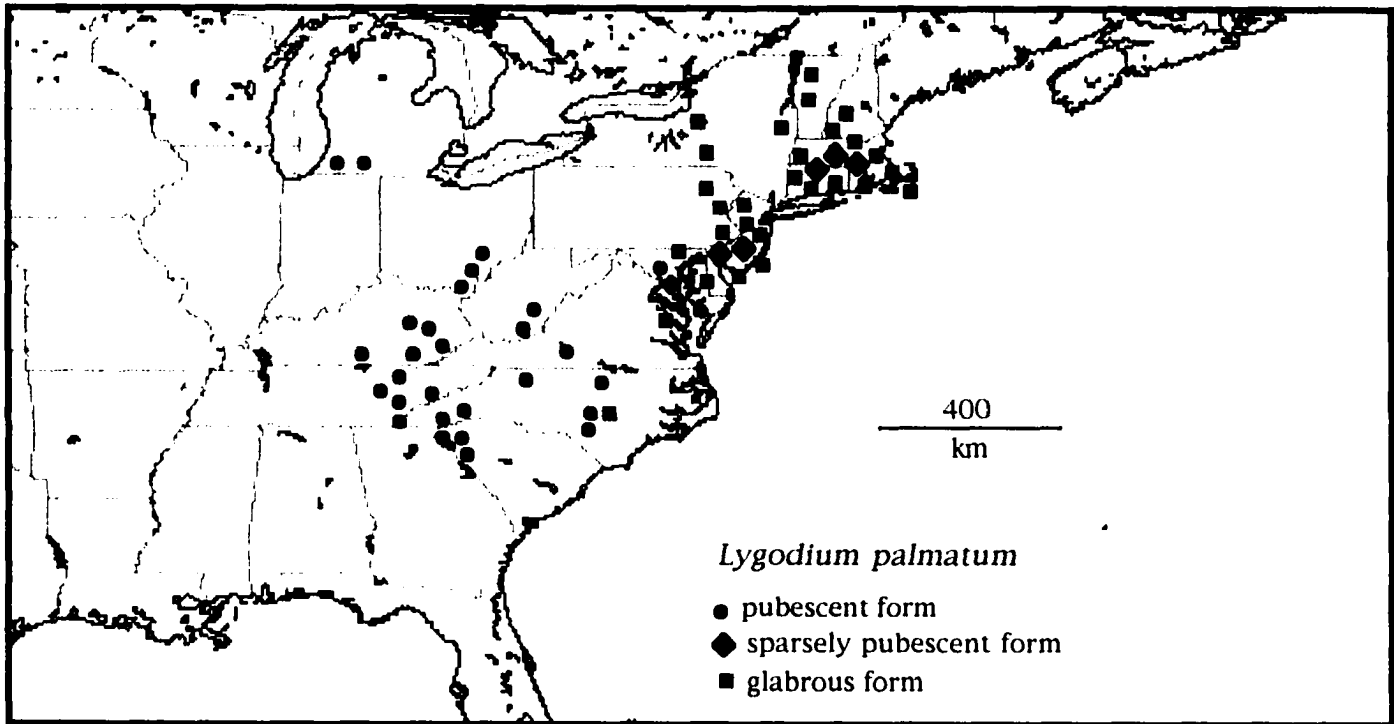 400
km
Lygodium palmatum
pubescent form
sparsely pubescent form
glabrous form